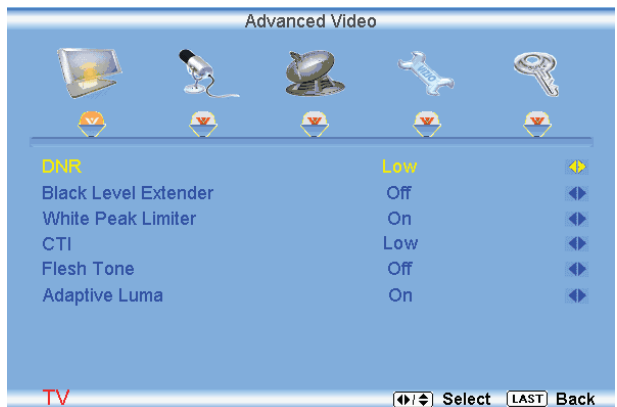 Advanced Video
DNR Low
Black Level Extender Off
White Peak Limiter On
CTI Low
Flesh Tone Off
Adaptive Luma On
TV Select LAST Back